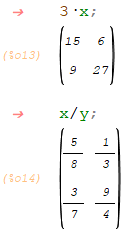 → 3·x;
(%o13) 15 6
9 27
→ x/y;
(%o14) 5/8 1/3
3/7 9/4